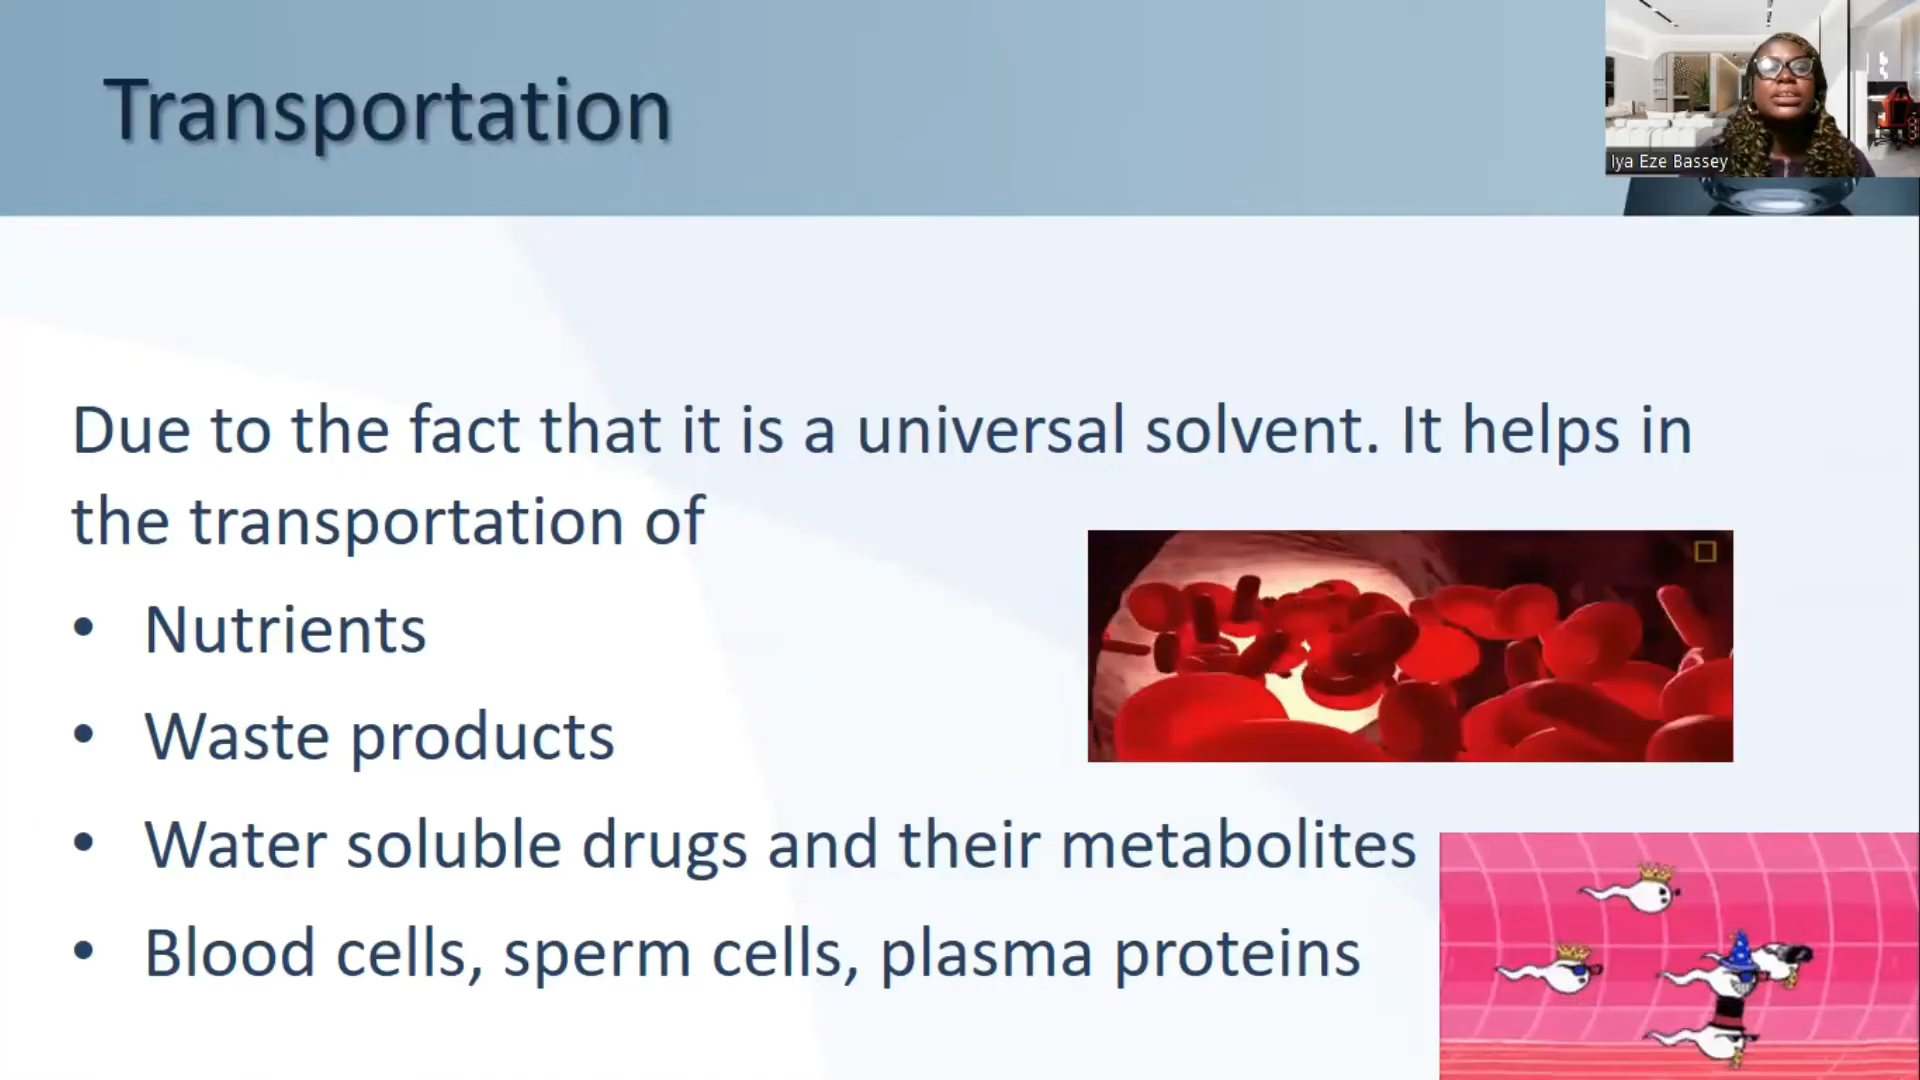 Transportation
Iya Eze Bassey
Due to the fact that it is a universal solvent. It helps in
the transportation of
• Nutrients
• Waste products
• Water soluble drugs and their metabolites
• Blood cells, sperm cells, plasma proteins